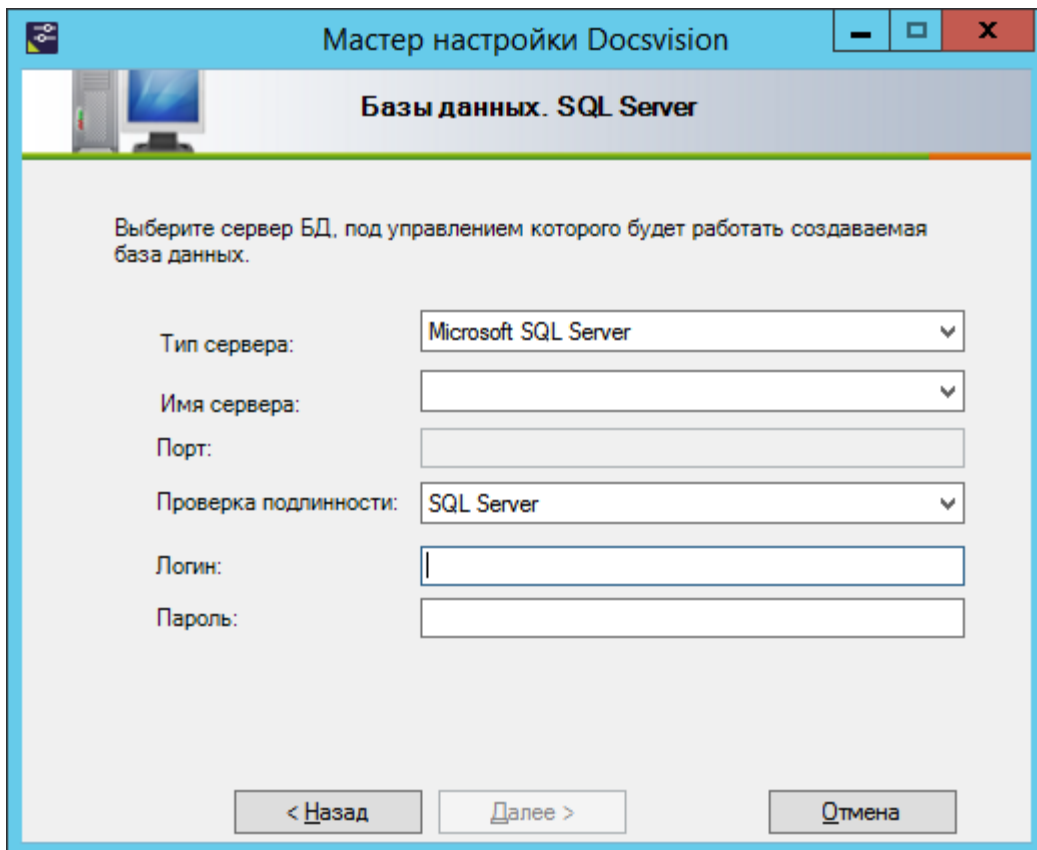 Мастер настройки Docsvision
Базы данных. SQL Server
Выберите сервер БД, под управлением которого будет работать создаваемая
база данных.
Тип сервера: Microsoft SQL Server
Имя сервера:
Порт:
Проверка подлинности: SQL Server
Логин:
Пароль:
< Назад Далее > Отмена